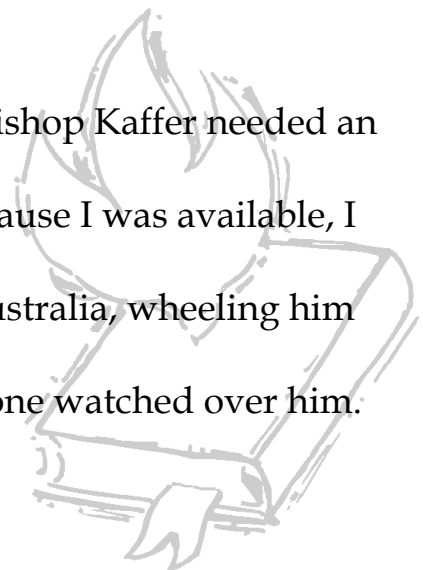 ishop Kaffer needed an
ause I was available, I
ustralia, wheeling him
one watched over him.